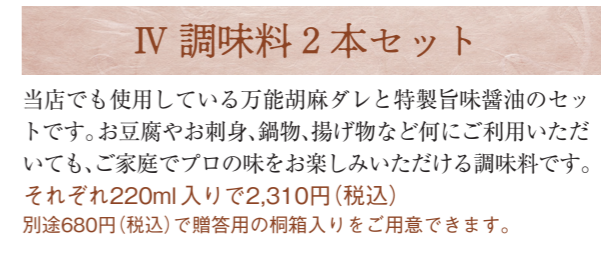 Ⅳ 調味料2本セット
当店でも使用している万能胡麻ダレと特製旨味醤油のセッ
トです。お豆腐やお刺身、鍋物、揚げ物など何にご利用いただ
いても、ご家庭でプロの味をお楽しみいただける調味料です。
それぞれ220ml入りで2,310円(税込)
別途680円(税込)で贈答用の桐箱入りをご用意できます。